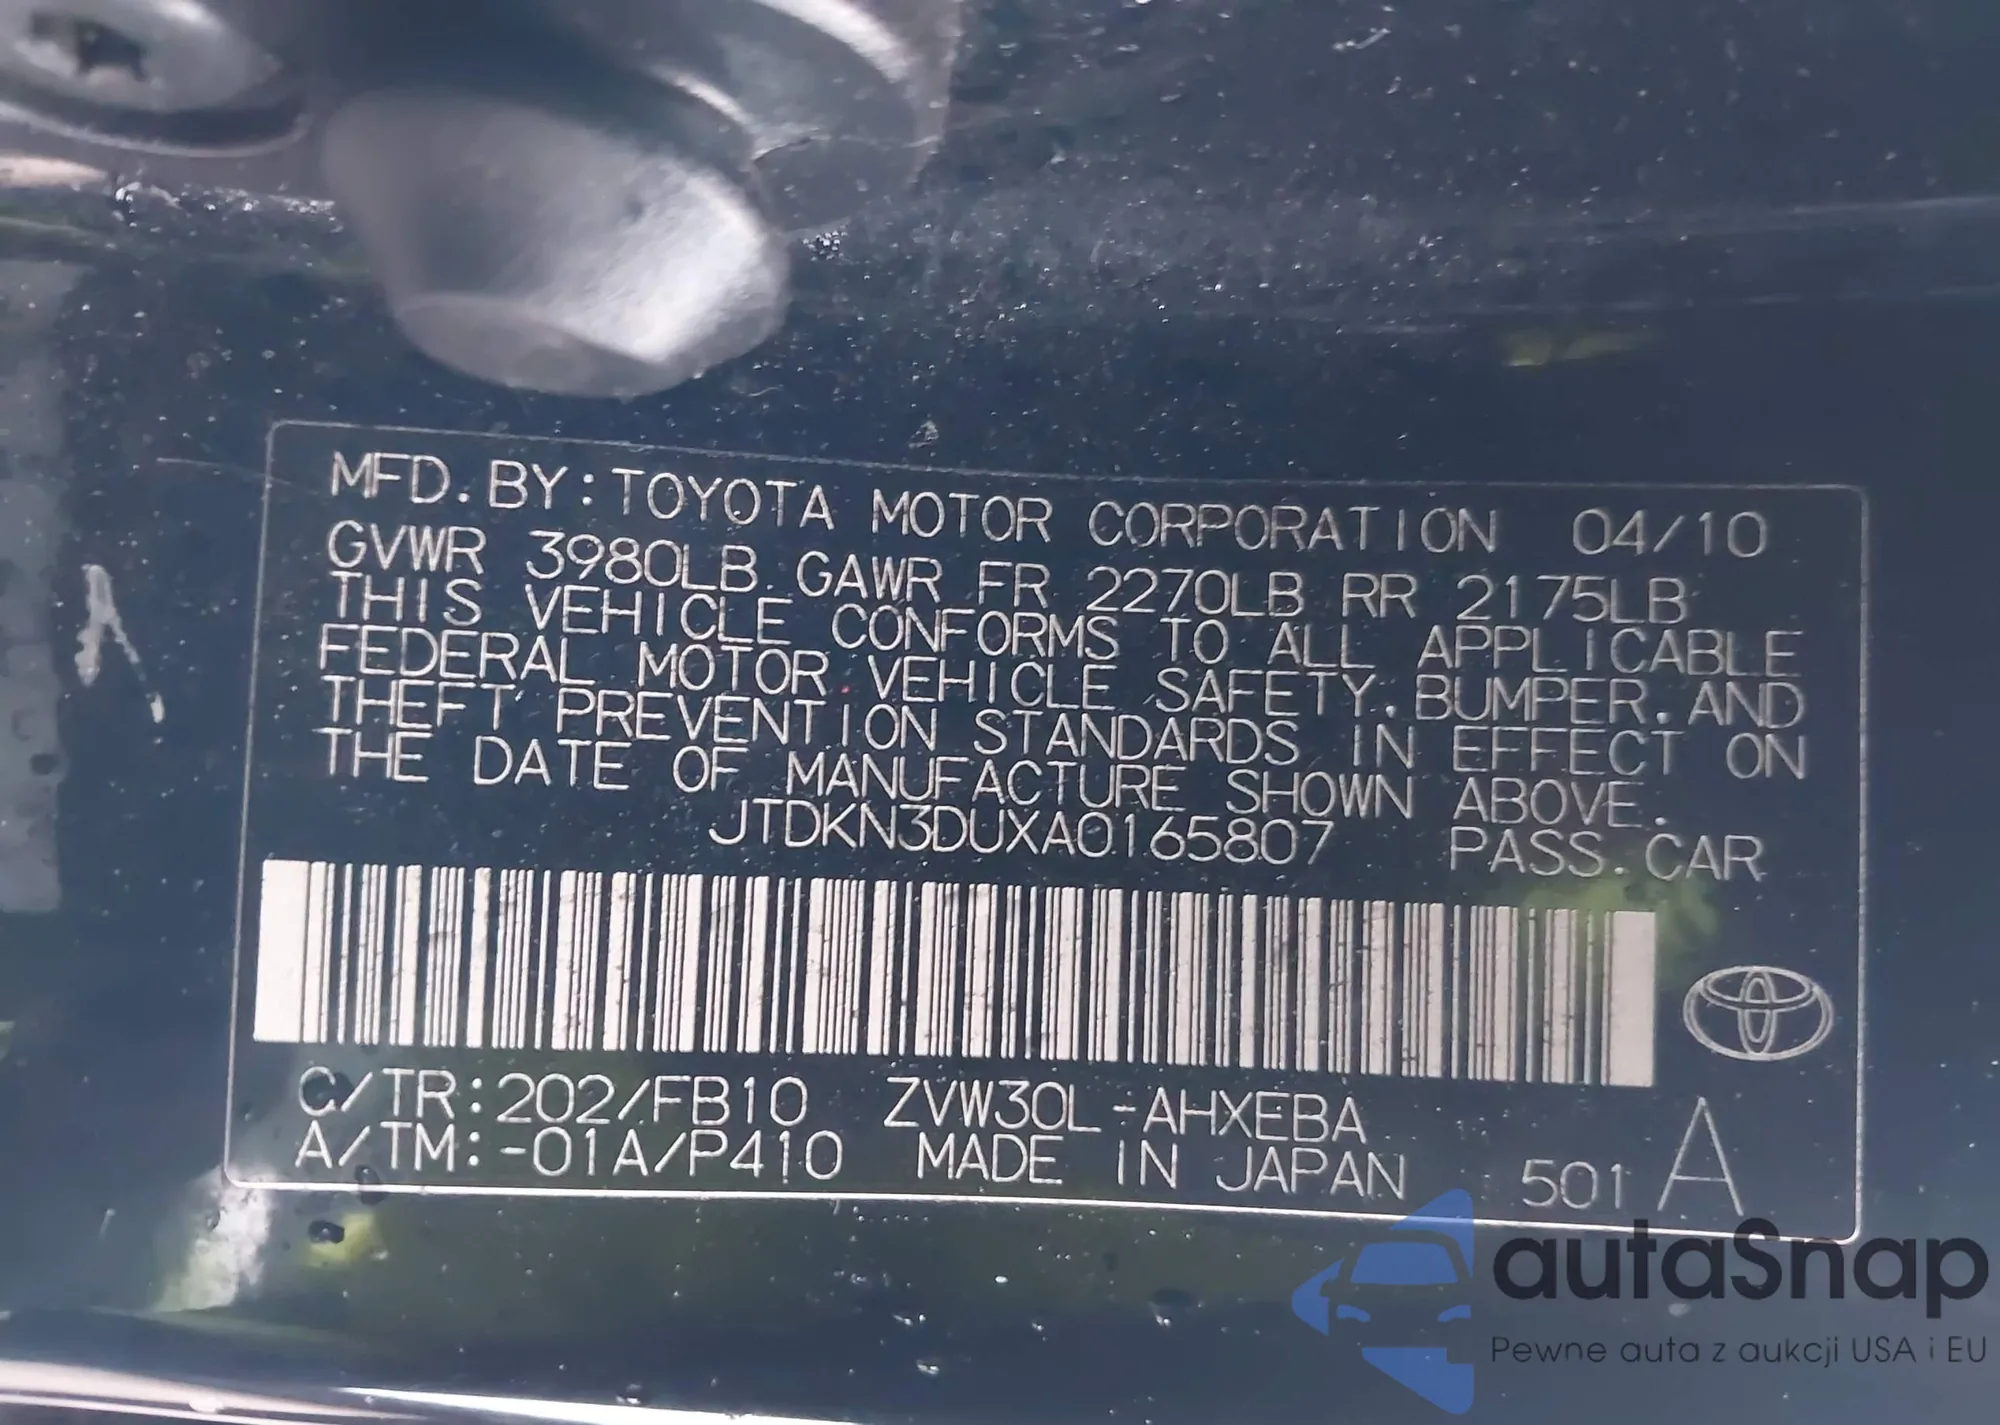 MFD. BY: TOYOTA MOTOR CORPORATION 04/10
GVWR 3980LB GAWR FR 2270LB RR 2175LB
THIS VEHICLE CONFORMS TO ALL APPLICABLE
FEDERAL MOTOR VEHICLE SAFETY, BUMPER, AND
THEFT PREVENTION STANDARDS IN EFFECT ON
THE DATE OF MANUFACTURE SHOWN ABOVE.
JTDKN3DUXA0165807 PASS. CAR
C/TR: 202/FB10 ZVW30L-AHXEBA
A/TM: -01A/P410 MADE IN JAPAN 501 A
autaSnap
Pewne auta z aukcji USA i EU